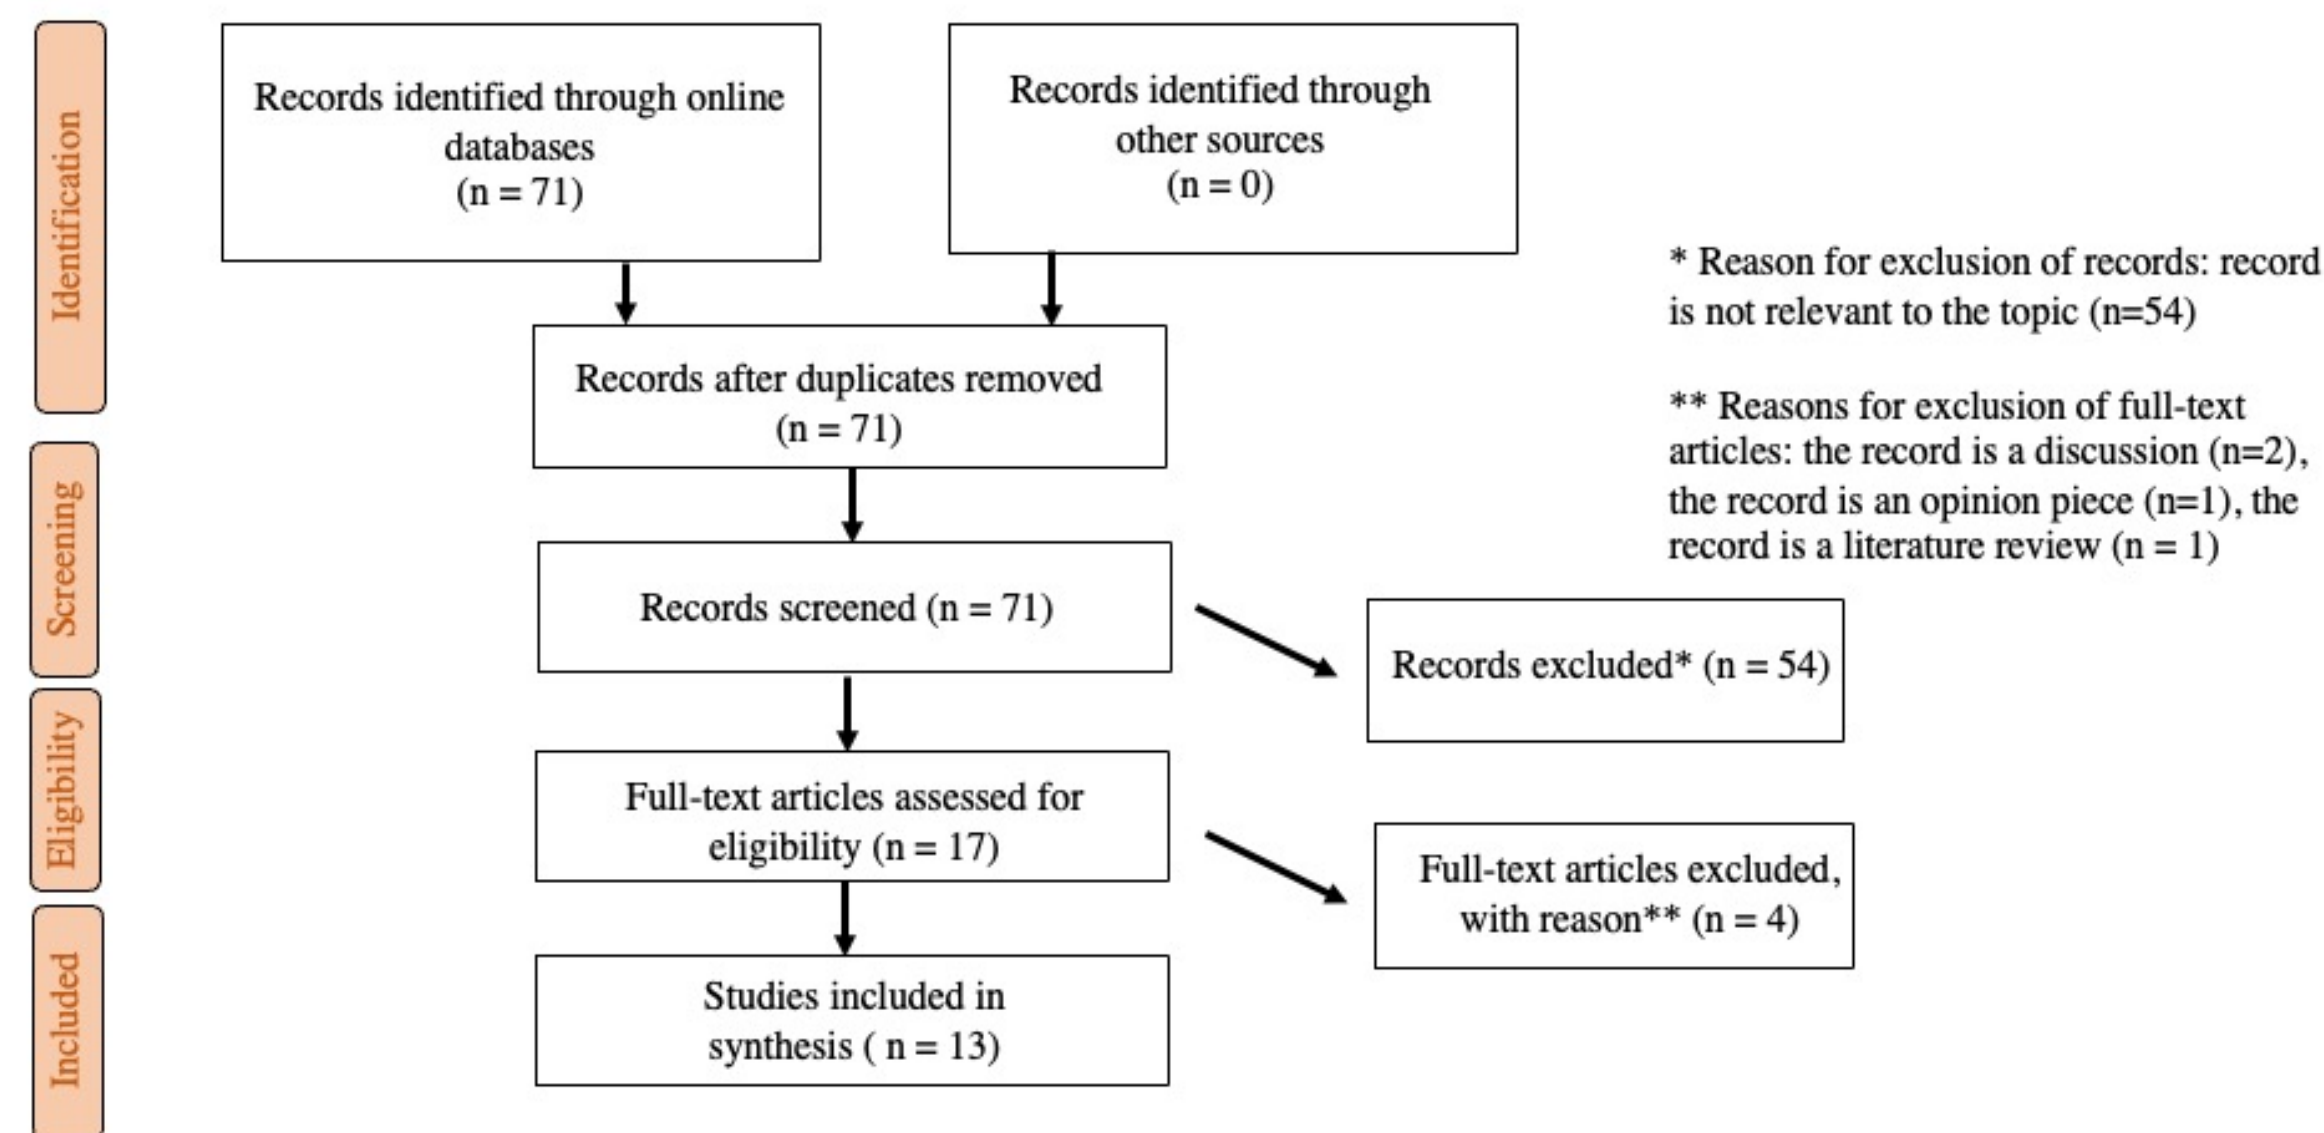 Identification
Records identified through online
databases
(n = 71)
Records identified through
other sources
(n = 0)
* Reason for exclusion of records: record
is not relevant to the topic (n=54)
** Reasons for exclusion of full-text
articles: the record is a discussion (n=2),
the record is an opinion piece (n=1), the
record is a literature review (n = 1)
Records after duplicates removed
(n = 71)
Screening
Records screened (n = 71)
Records excluded* (n = 54)
Eligibility
Full-text articles assessed for
eligibility (n = 17)
Full-text articles excluded,
with reason** (n = 4)
Included
Studies included in
synthesis ( n = 13)